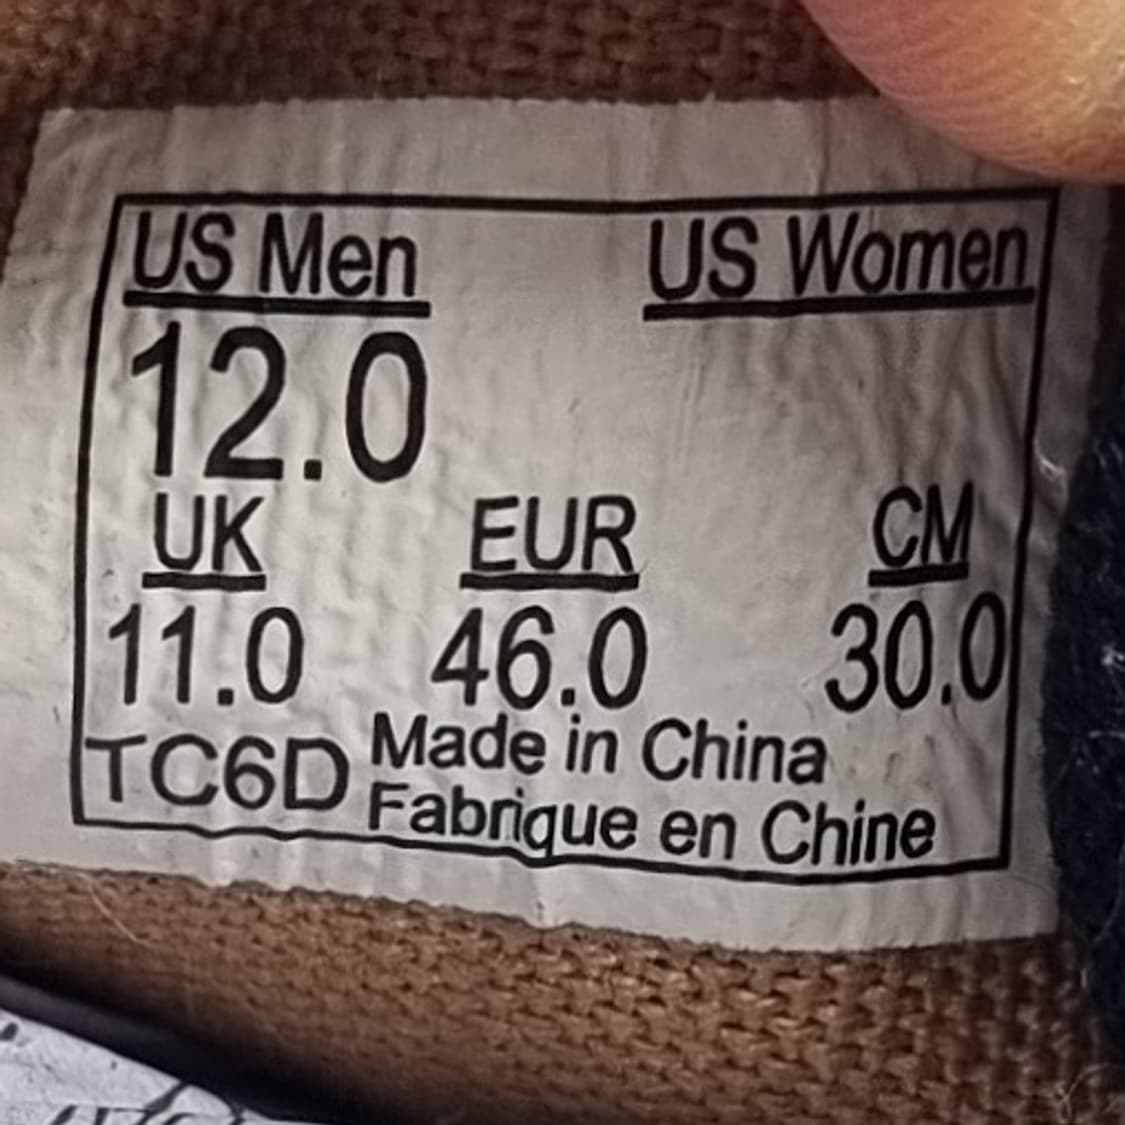 US Men US Women
12.0
UK EUR CM
11.0 46.0 30.0
TC6D Made in China
Fabrique en Chine